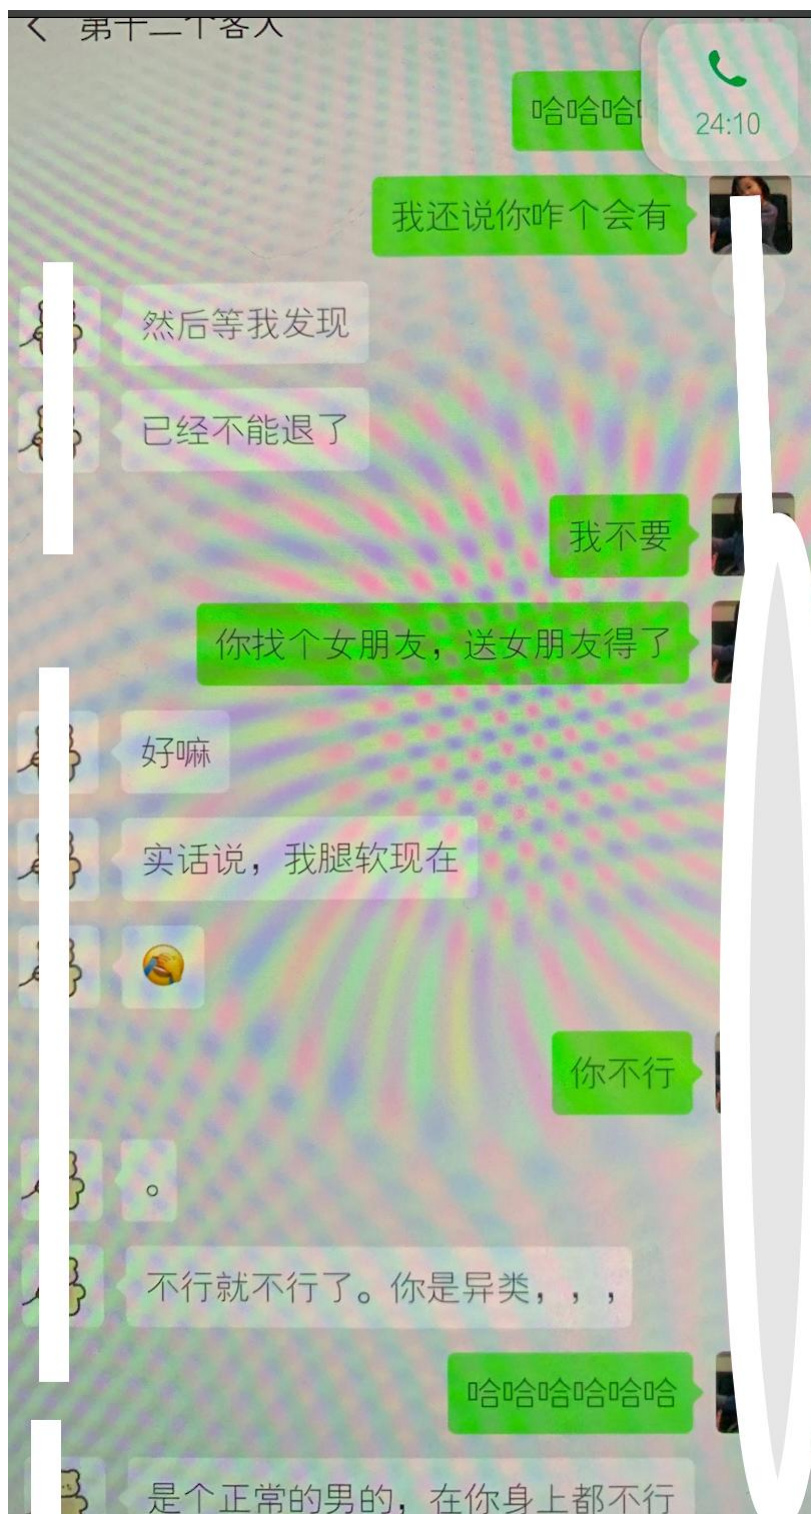 第十二个客人
24:10
哈哈哈
我还说你咋个会有
然后等我发现
已经不能退了
我不要
你找个女朋友，送女朋友得了
好嘛
实话说，我腿软现在
你不行
。
不行就不行了。你是异类，，，
哈哈哈哈哈哈
是个正常的男的，在你身上都不行